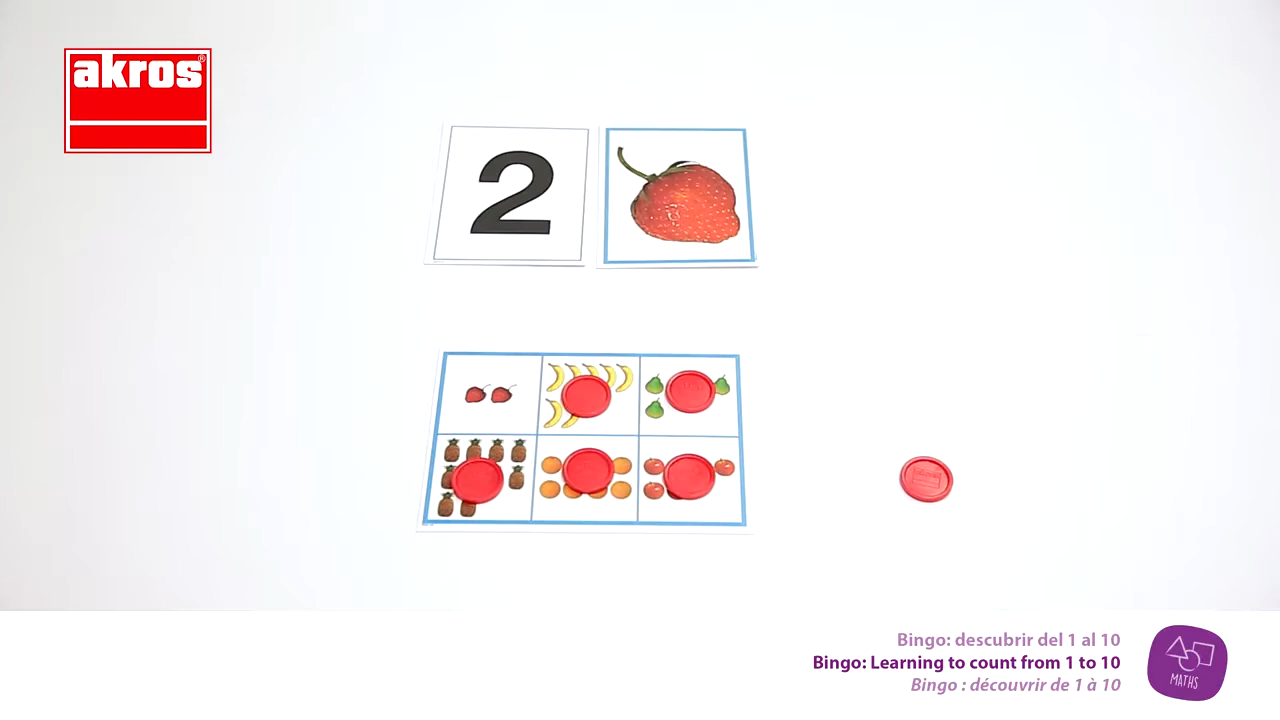 akros®
2
Bingo: descubrir del 1 al 10
Bingo: Learning to count from 1 to 10
Bingo : découvrir de 1 à 10
MATHS